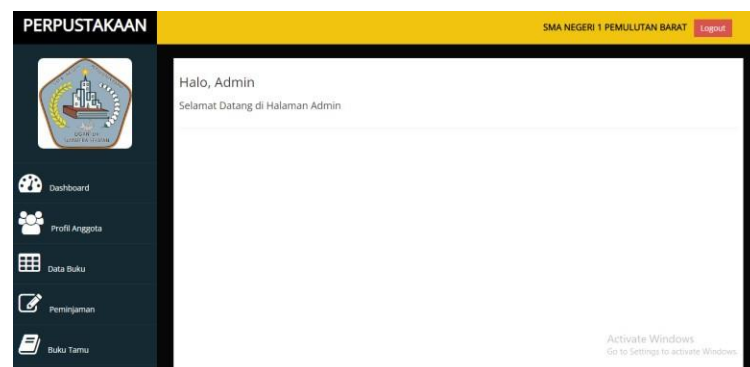 PERPUSTAKAAN
SMA NEGERI 1 PEMULUTAN BARAT
Logout
Halo, Admin
Selamat Datang di Halaman Admin
Dashboard
Profil Anggota
Data Buku
Peminjaman
Buku Tamu
Activate Windows
Go to Settings to activate Windows.